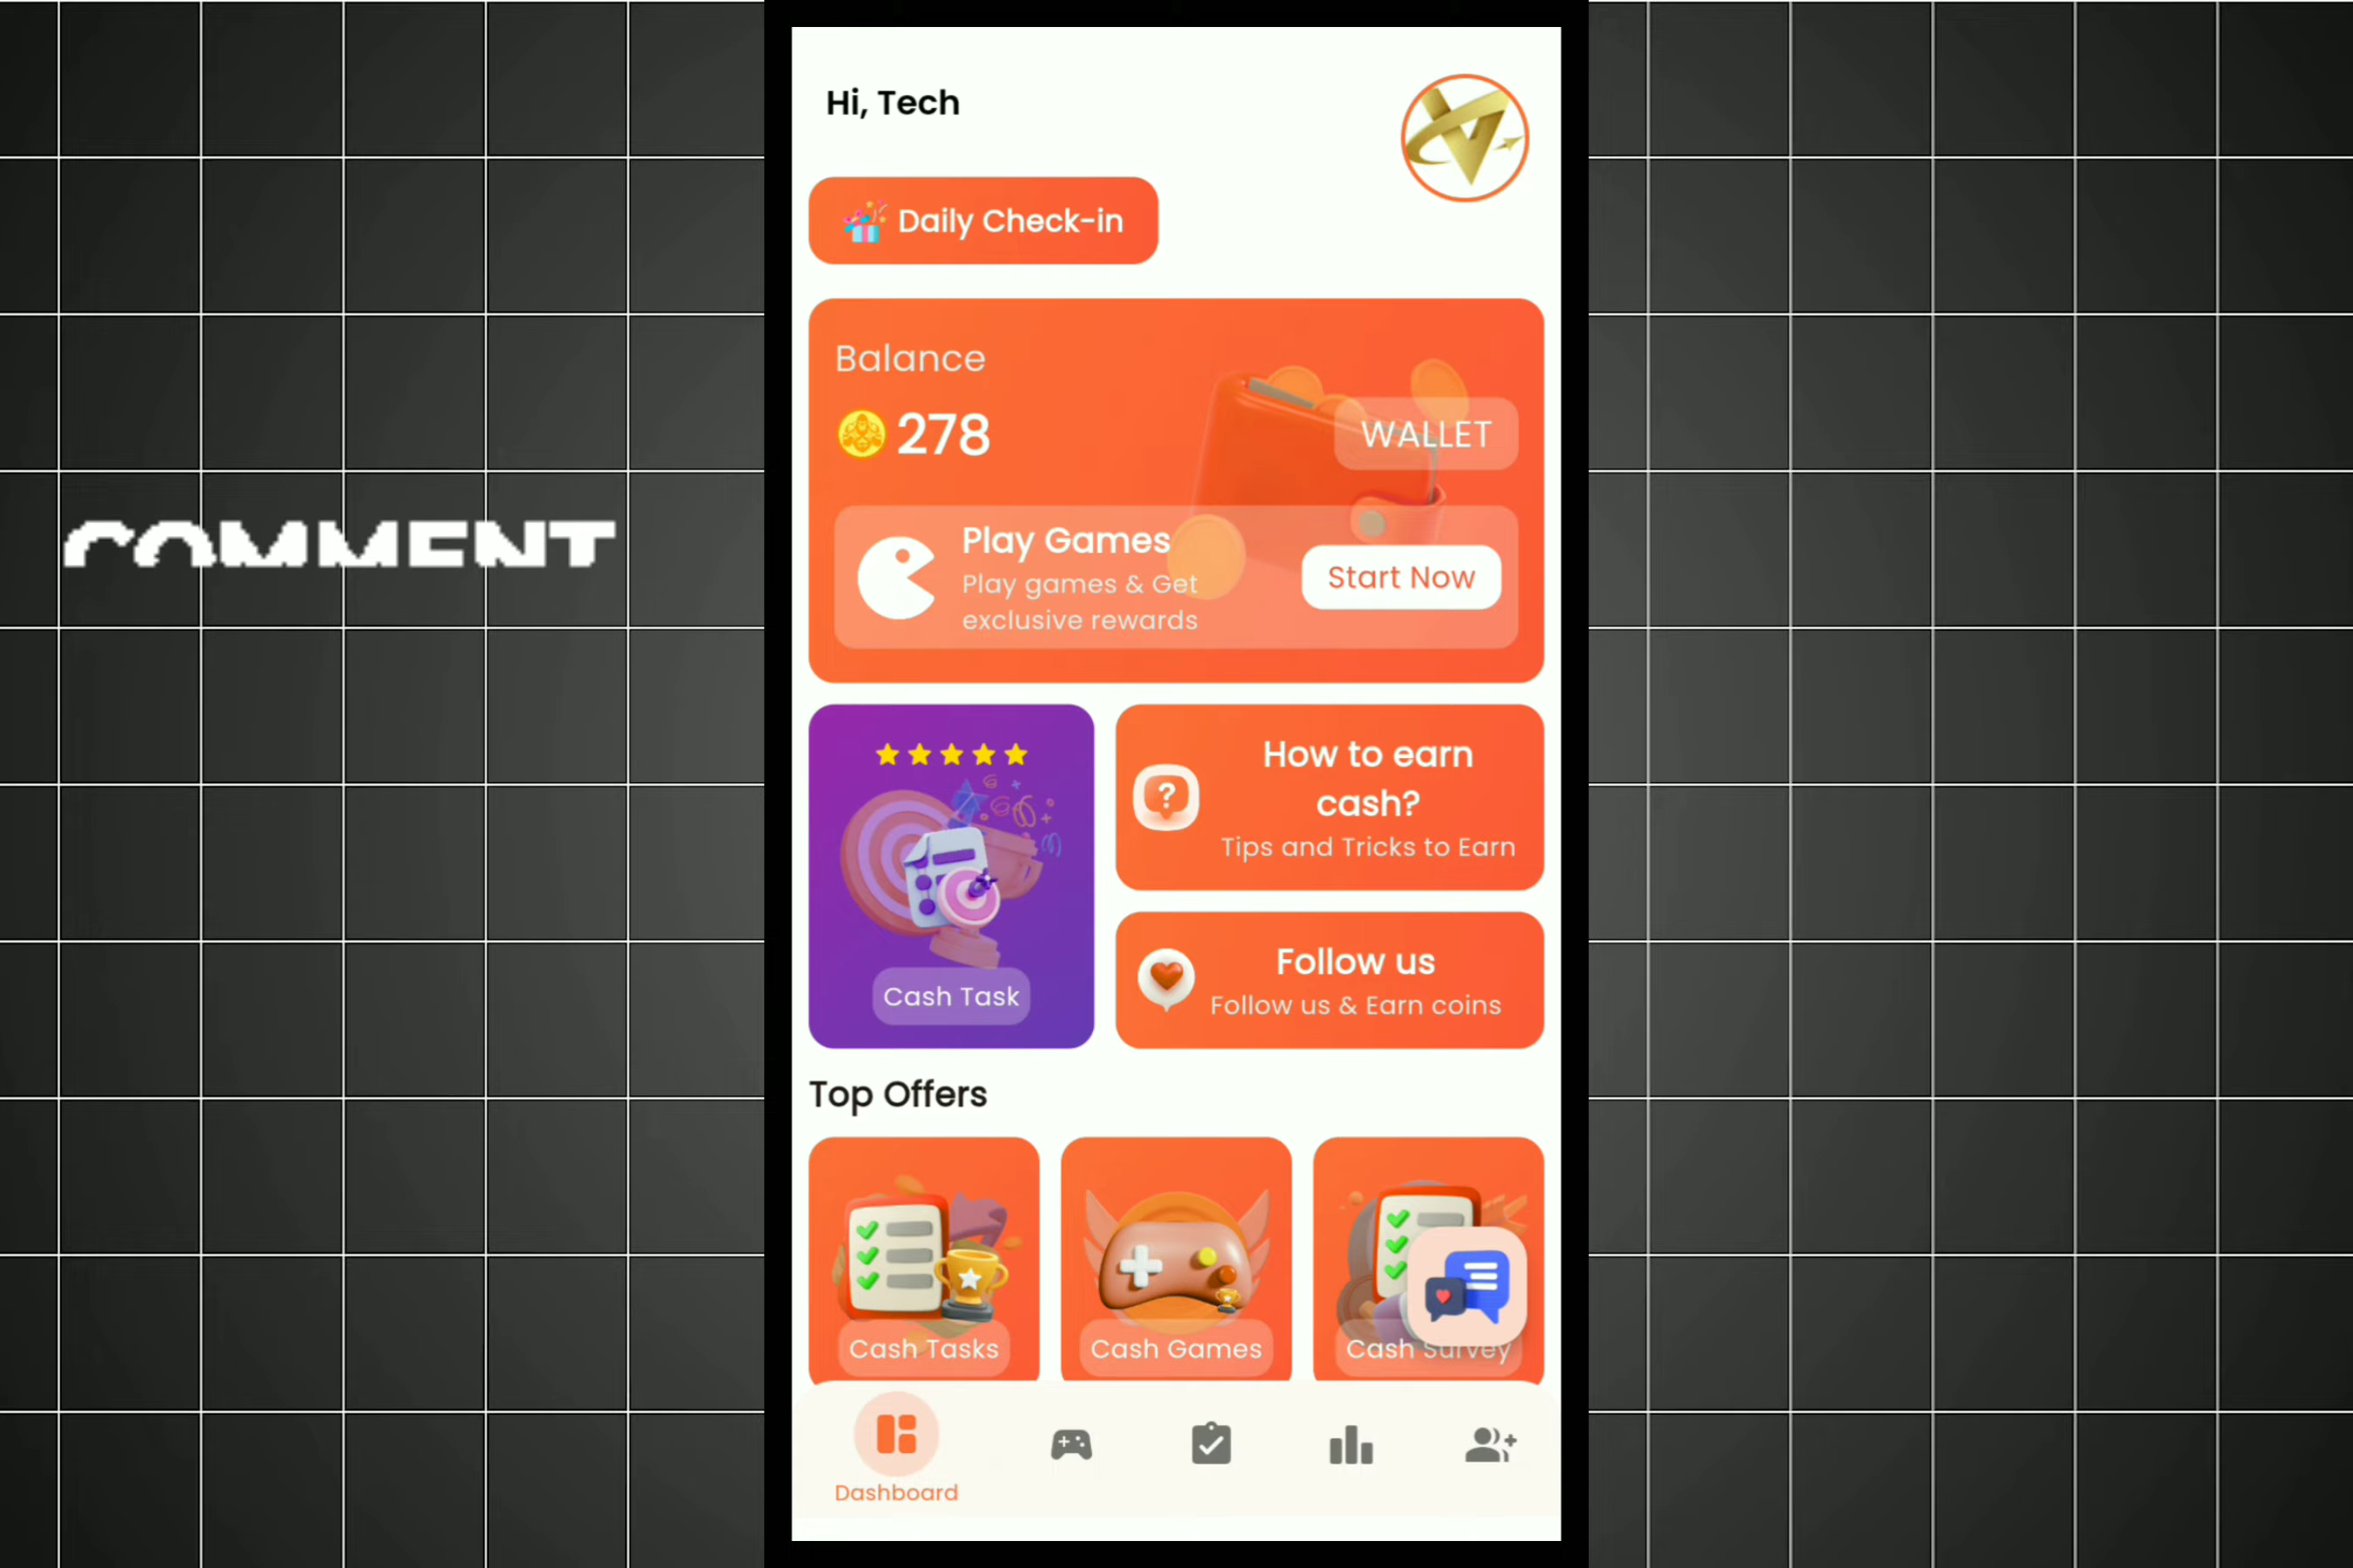 Hi, Tech
Daily Check-in
Balance
278
WALLET
Play Games
Play games & Get
exclusive rewards
Start Now
COMMENT
Cash Task
How to earn
cash?
Tips and Tricks to Earn
Follow us
Follow us & Earn coins
Top Offers
Cash Tasks
Cash Games
Cash Survey
Dashboard